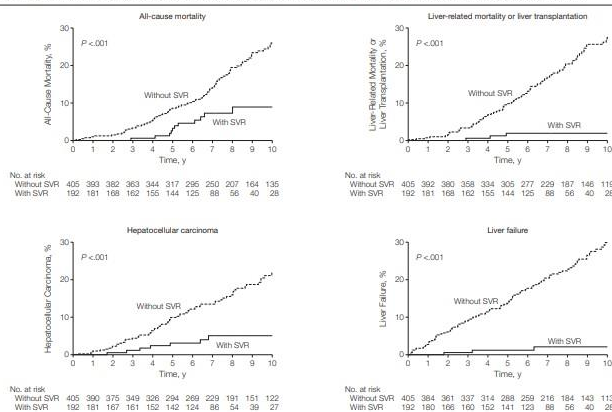 All-cause mortality
All-Cause Mortality, %
30
20
10
0
P <.001
Without SVR
With SVR
0 1 2 3 4 5 6 7 8 9 10
Time, y
No. at risk
Without SVR 405 393 382 363 344 317 295 250 207 164 135
With SVR 192 181 168 162 155 144 125 88 56 40 28
Liver-related mortality or liver transplantation
Liver-Related Mortality or
Liver Transplantation, %
30
20
10
0
P <.001
Without SVR
With SVR
0 1 2 3 4 5 6 7 8 9 10
Time, y
No. at risk
Without SVR 405 392 380 358 334 305 277 229 187 146 119
With SVR 192 181 168 162 155 144 125 88 56 40 28
Hepatocellular carcinoma
Hepatocellular Carcinoma, %
30
20
10
0
P <.001
Without SVR
With SVR
0 1 2 3 4 5 6 7 8 9 10
Time, y
No. at risk
Without SVR 405 390 375 349 326 294 269 229 191 151 122
With SVR 192 181 167 161 152 142 124 86 54 39 27
Liver failure
Liver Failure, %
30
20
10
0
P <.001
Without SVR
With SVR
0 1 2 3 4 5 6 7 8 9 10
Time, y
No. at risk
Without SVR 405 384 361 337 314 288 259 216 184 143
With SVR 192 180 166 160 152 141 123 88 56 40